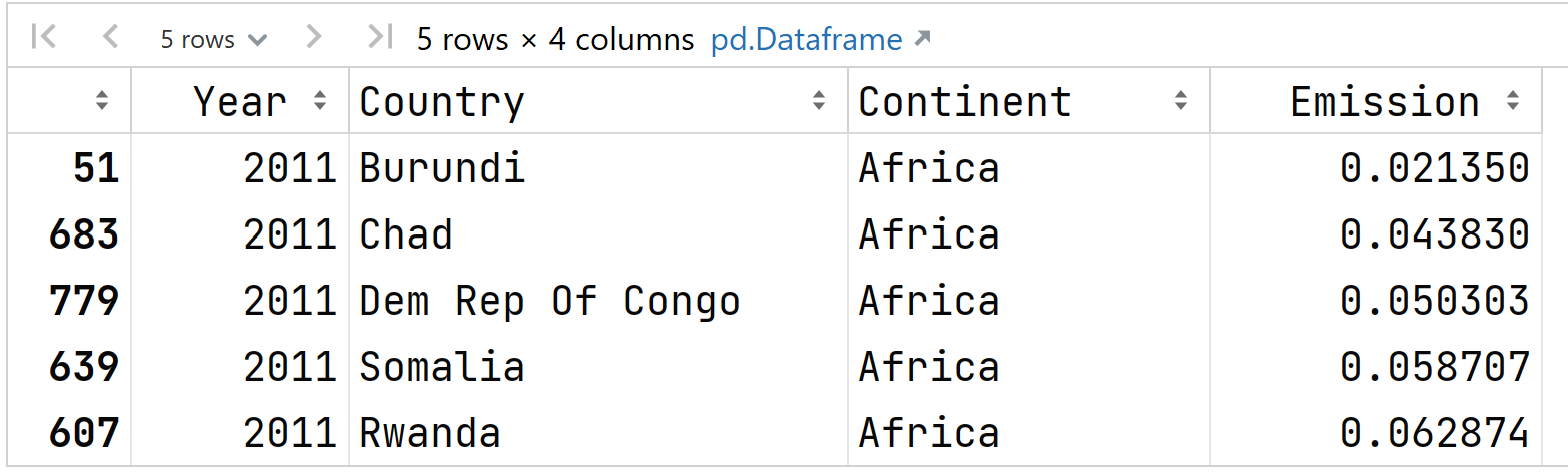 5 rows 5 rows × 4 columns pd.Dataframe
Year Country Continent Emission
51 2011 Burundi Africa 0.021350
683 2011 Chad Africa 0.043830
779 2011 Dem Rep Of Congo Africa 0.050303
639 2011 Somalia Africa 0.058707
607 2011 Rwanda Africa 0.062874